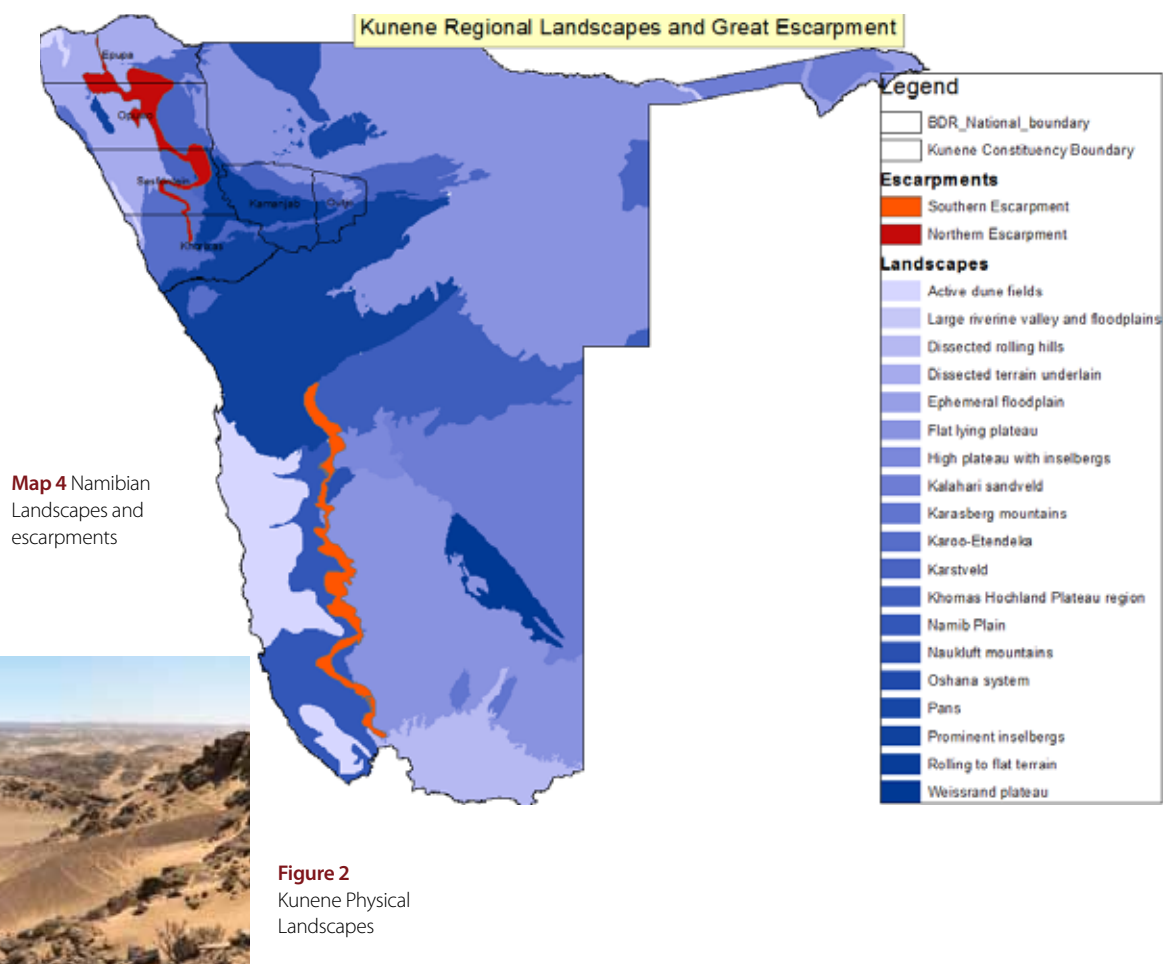 Kunene Regional Landscapes and Great Escarpment
Epupa
Opuwo
Sesfontein
Kamanjab
Outjo
Khorixas
Legend
BDR_National_boundary
Kunene Constituency Boundary
Escarpments
Southern Escarpment
Northern Escarpment
Landscapes
Active dune fields
Large riverine valley and floodplains
Dissected rolling hills
Dissected terrain underlain
Ephemeral floodplain
Flat lying plateau
High plateau with inselbergs
Kalahari sandveld
Karasberg mountains
Karoo-Etendeka
Karstveld
Khomas Hochland Plateau region
Namib Plain
Naukluft mountains
Oshana system
Pans
Prominent inselbergs
Rolling to flat terrain
Weissrand plateau
Map 4 Namibian
Landscapes and
escarpments
Figure 2
Kunene Physical
Landscapes